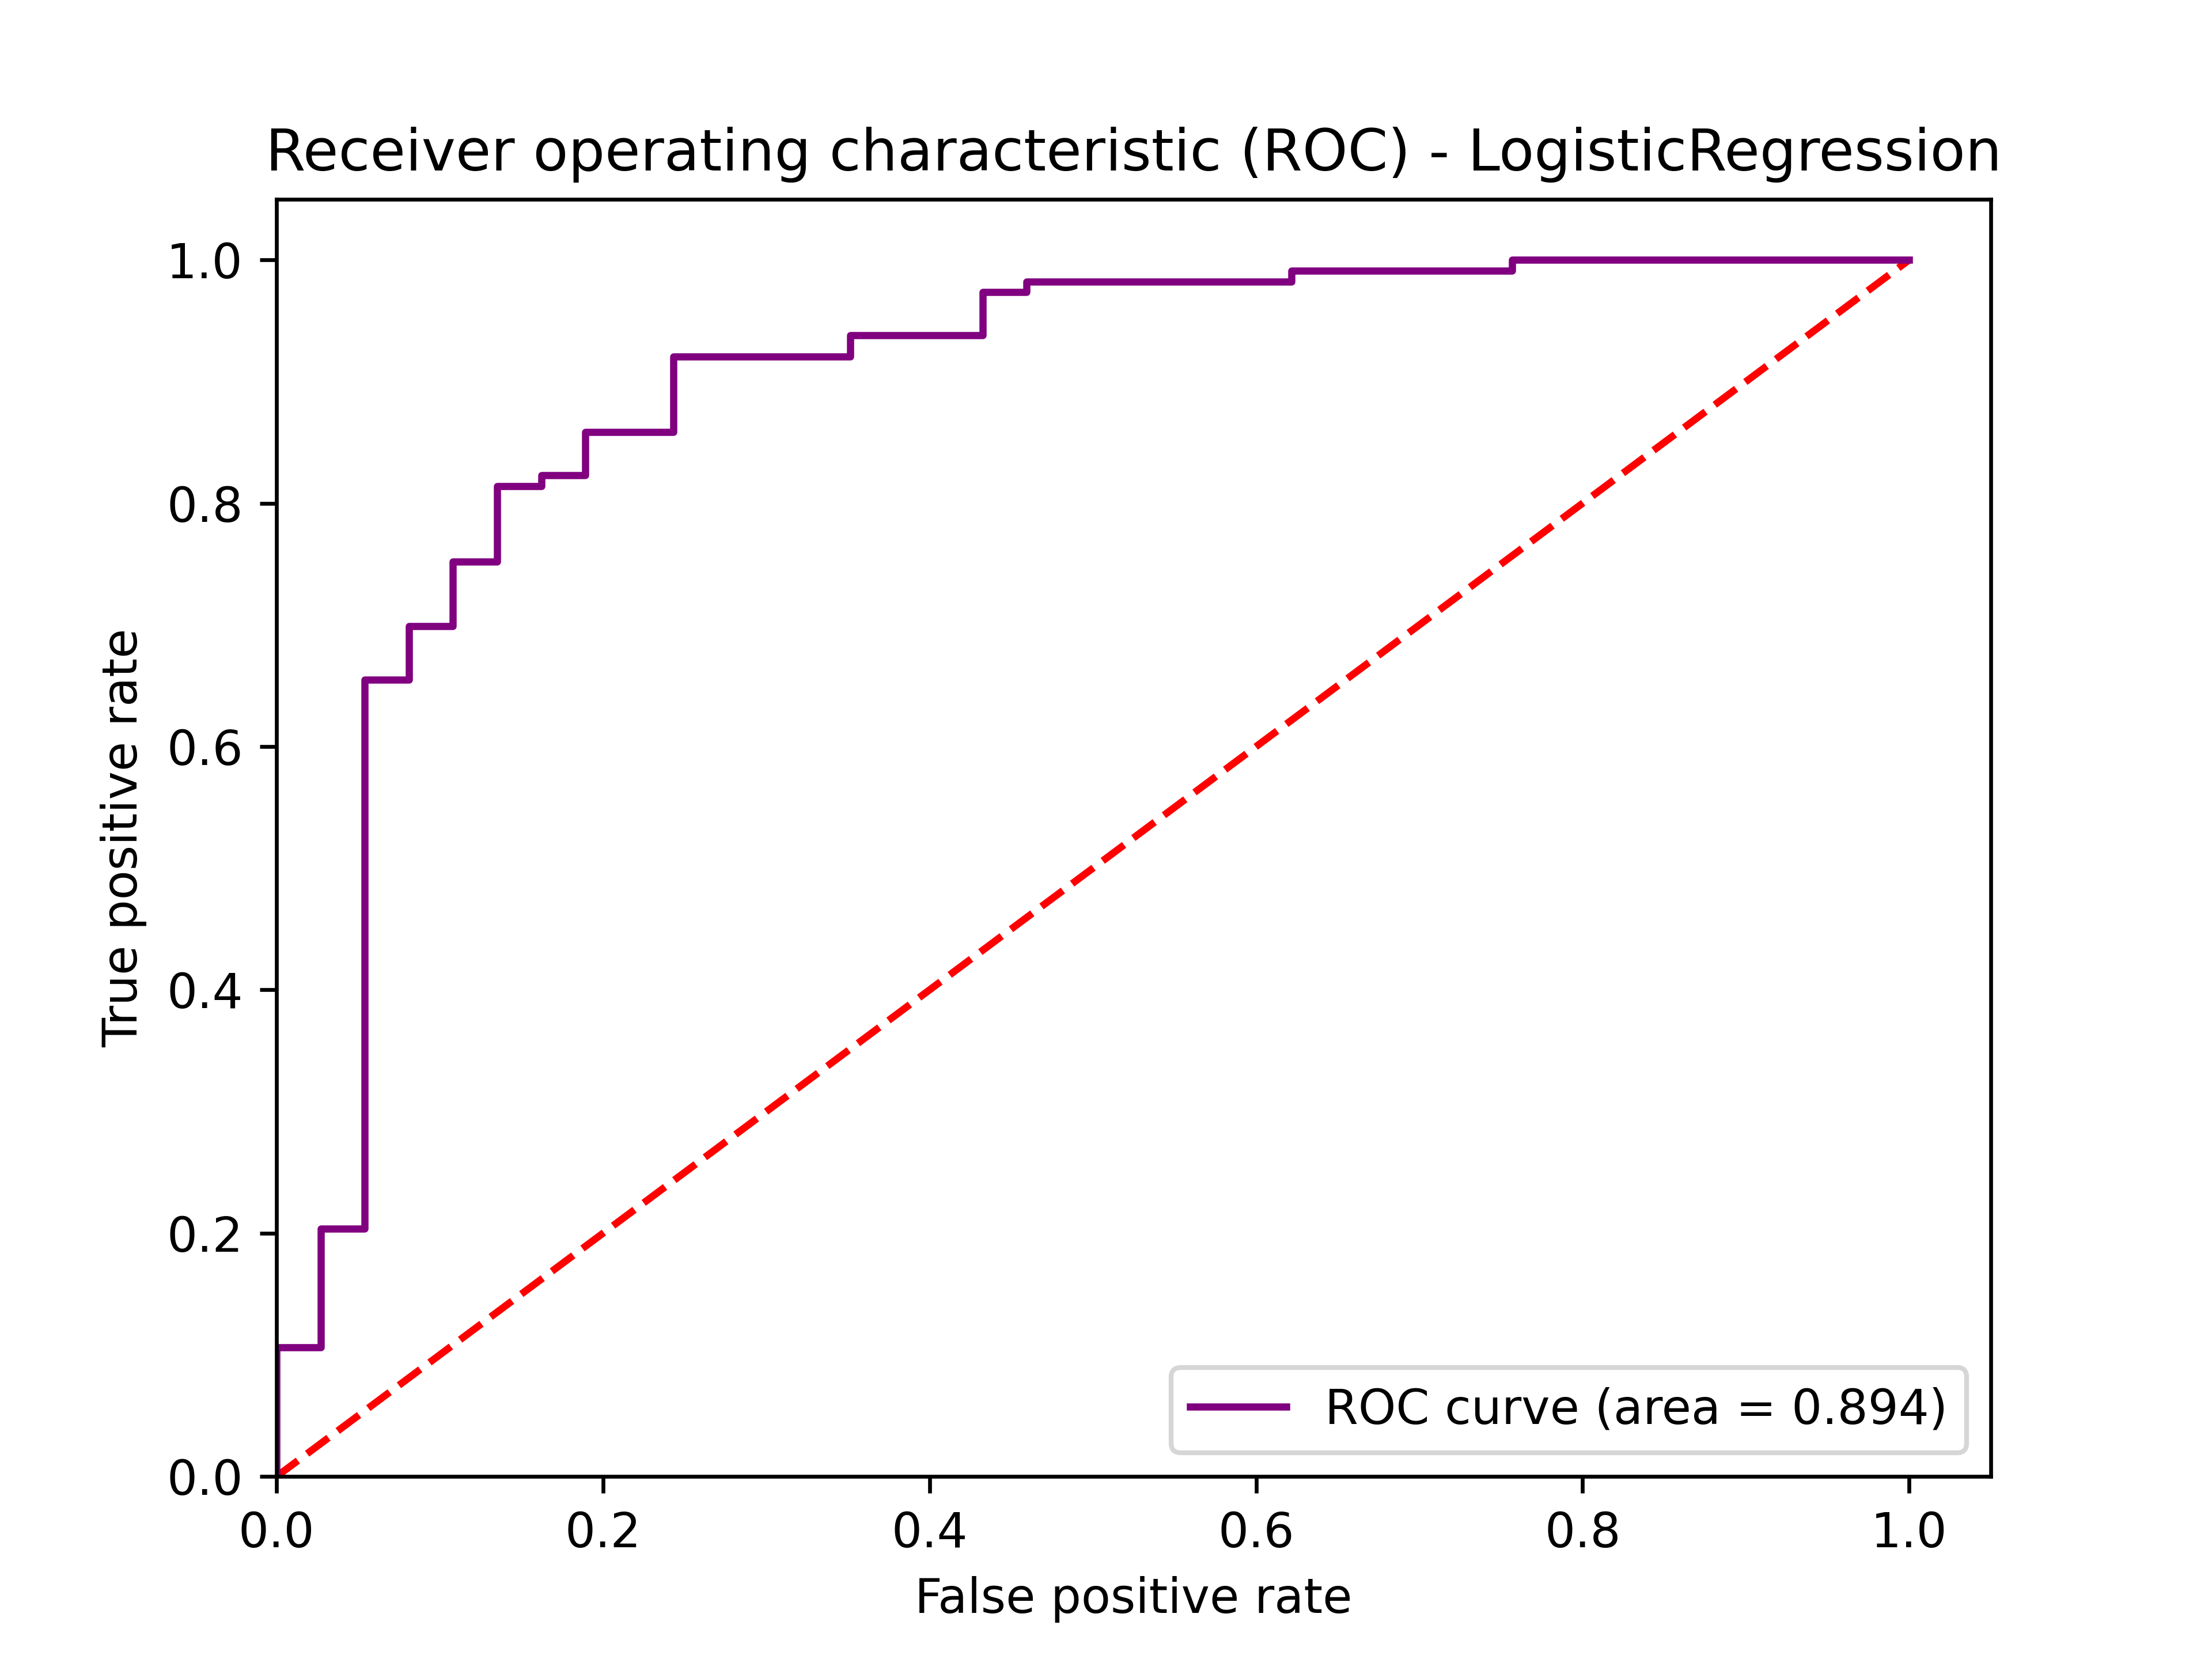 Receiver operating characteristic (ROC) - LogisticRegression
1.0
0.8
0.6
0.4
0.2
0.0
True positive rate
ROC curve (area = 0.894)
0.0 0.2 0.4 0.6 0.8 1.0
False positive rate